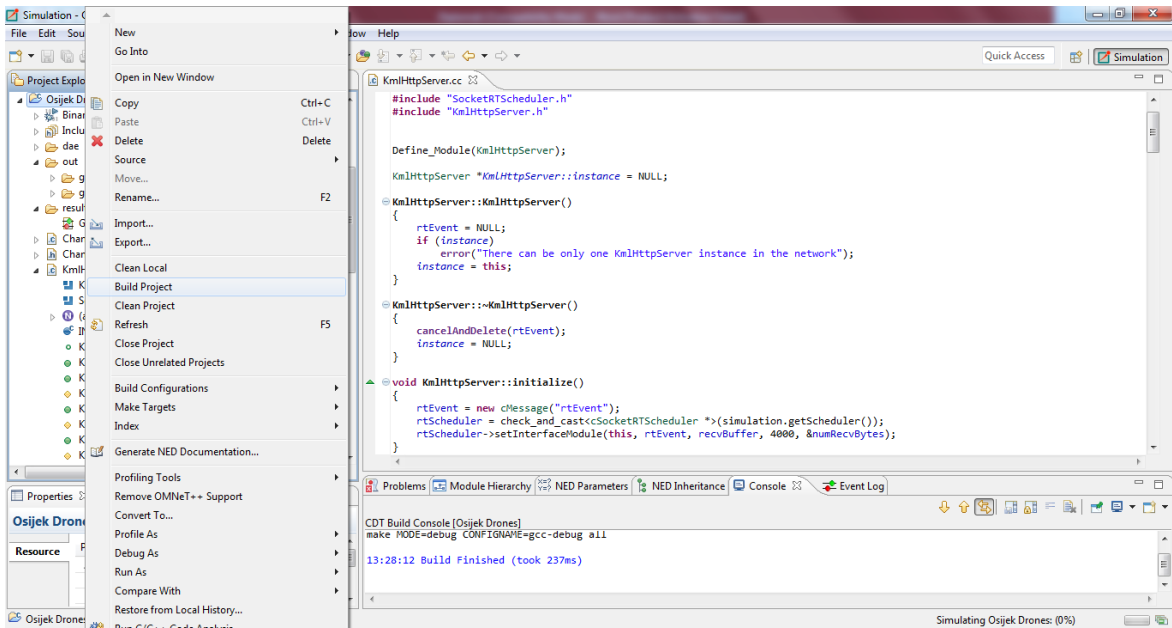 Simulation - O
File Edit Sou
dow Help
Quick Access
Simulation
Project Explo
Osijek Dr
Binar
Inclu
dae
out
g
g
result
G
Char
Char
KmlH
K
S
(a
IN
K
K
K
K
K
K
K
K
New
Go Into
Open in New Window
Copy Ctrl+C
Paste Ctrl+V
Delete Delete
Source
Move...
Rename... F2
Import...
Export...
Clean Local
Build Project
Clean Project
Refresh F5
Close Project
Close Unrelated Projects
Build Configurations
Make Targets
Index
Generate NED Documentation...
Profiling Tools
Remove OMNeT++ Support
Convert To...
Profile As
Debug As
Run As
Compare With
Restore from Local History...
Run C/C++ Code Analysis
KmlHttpServer.cc
#include "SocketRTScheduler.h"
#include "KmlHttpServer.h"
Define_Module(KmlHttpServer);
KmlHttpServer *KmlHttpServer::instance = NULL;
KmlHttpServer::KmlHttpServer()
{
rtEvent = NULL;
if (instance)
error("There can be only one KmlHttpServer instance in the network");
instance = this;
}
KmlHttpServer::~KmlHttpServer()
{
cancelAndDelete(rtEvent);
instance = NULL;
}
void KmlHttpServer::initialize()
{
rtEvent = new cMessage("rtEvent");
rtScheduler = check_and_cast<cSocketRTScheduler *>(simulation.getScheduler());
rtScheduler->setInterfaceModule(this, rtEvent, recvBuffer, 4000, &numRecvBytes);
}
Properties
Osijek Drone
Resource P
Problems Module Hierarchy NED Parameters NED Inheritance Console Event Log
CDT Build Console [Osijek Drones]
make MODE=debug CONFIGNAME=gcc-debug all
13:28:12 Build Finished (took 237ms)
Osijek Drones
Simulating Osijek Drones: (0%)